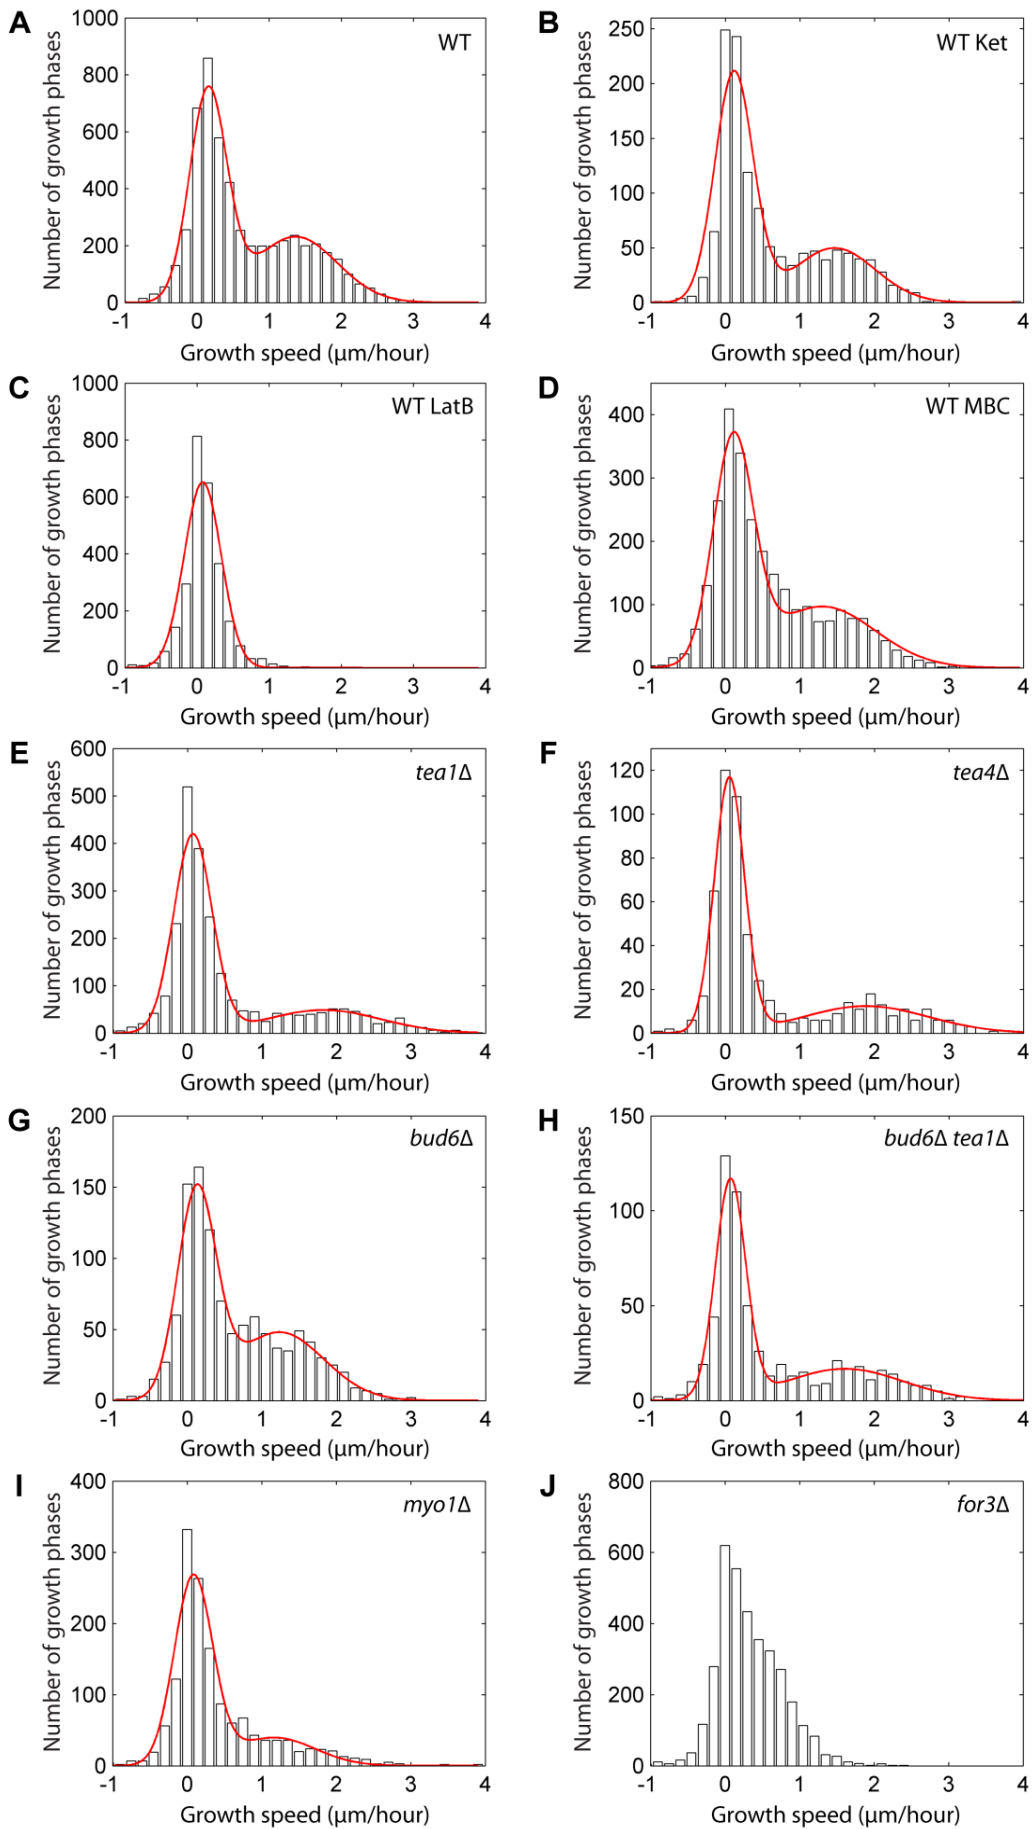 A
Number of growth phases
1000
800
600
400
200
0
WT
-1 0 1 2 3 4
Growth speed (μm/hour)
B
Number of growth phases
250
200
150
100
50
0
WT Ket
-1 0 1 2 3 4
Growth speed (μm/hour)
C
Number of growth phases
1000
800
600
400
200
0
WT LatB
-1 0 1 2 3 4
Growth speed (μm/hour)
D
Number of growth phases
400
300
200
100
0
WT MBC
-1 0 1 2 3 4
Growth speed (μm/hour)
E
Number of growth phases
600
500
400
300
200
100
0
tea1Δ
-1 0 1 2 3 4
Growth speed (μm/hour)
F
Number of growth phases
120
100
80
60
40
20
0
tea4Δ
-1 0 1 2 3 4
Growth speed (μm/hour)
G
Number of growth phases
200
150
100
50
0
bud6Δ
-1 0 1 2 3 4
Growth speed (μm/hour)
H
Number of growth phases
150
100
50
0
bud6Δ tea1Δ
-1 0 1 2 3 4
Growth speed (μm/hour)
I
Number of growth phases
400
300
200
100
0
myo1Δ
-1 0 1 2 3 4
Growth speed (μm/hour)
J
Number of growth phases
800
600
400
200
0
for3Δ
-1 0 1 2 3 4
Growth speed (μm/hour)